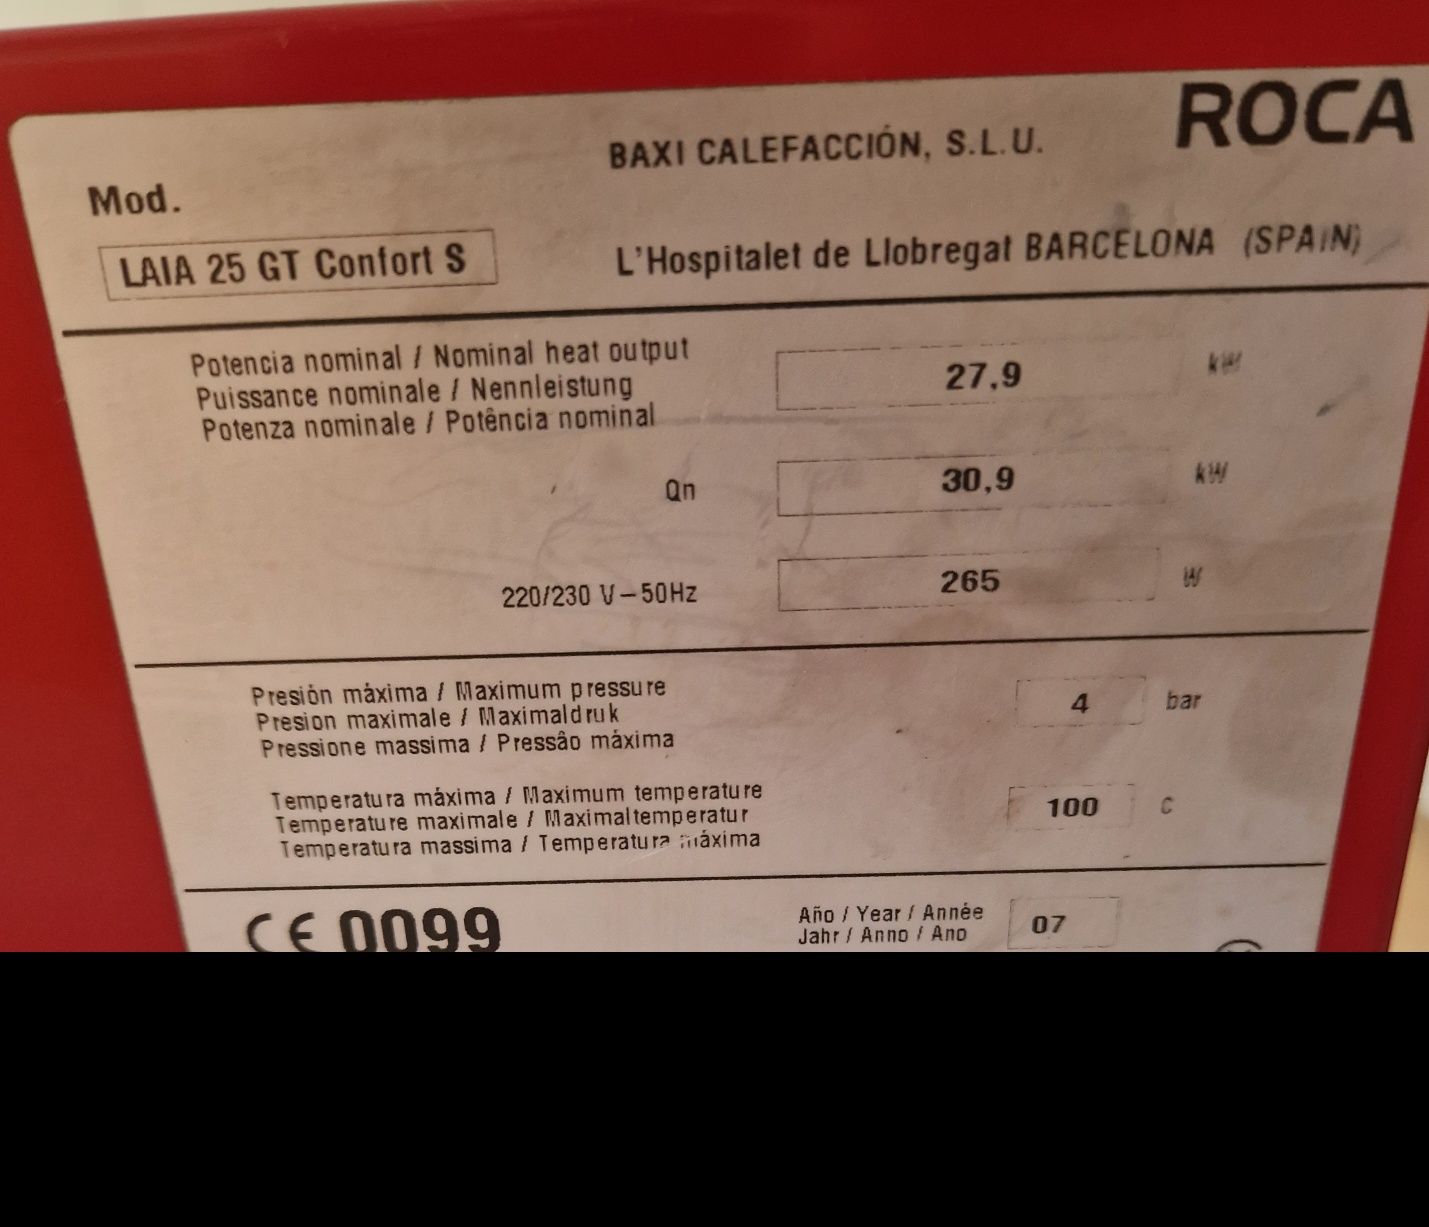 ROCA
BAXI CALEFACCIÓN, S.L.U.
Mod.
LAIA 25 GT Confort S
L'Hospitalet de Llobregat BARCELONA (SPAIN)
Potencia nominal / Nominal heat output
Puissance nominale / Nennleistung
Potenza nominale / Potência nominal
27,9 kW
Qn 30,9 kW
220/230 V – 50Hz 265 W
Presión máxima / Maximum pressure
Presion maximale / Maximaldruk
Pressione massima / Pressâo máxima
4 bar
Temperatura máxima / Maximum temperature
Temperature maximale / Maximaltemperatur
Temperatura massima / Temperatura máxima
100 C
CE 0099
Año / Year / Année
Jahr / Anno / Ano
07